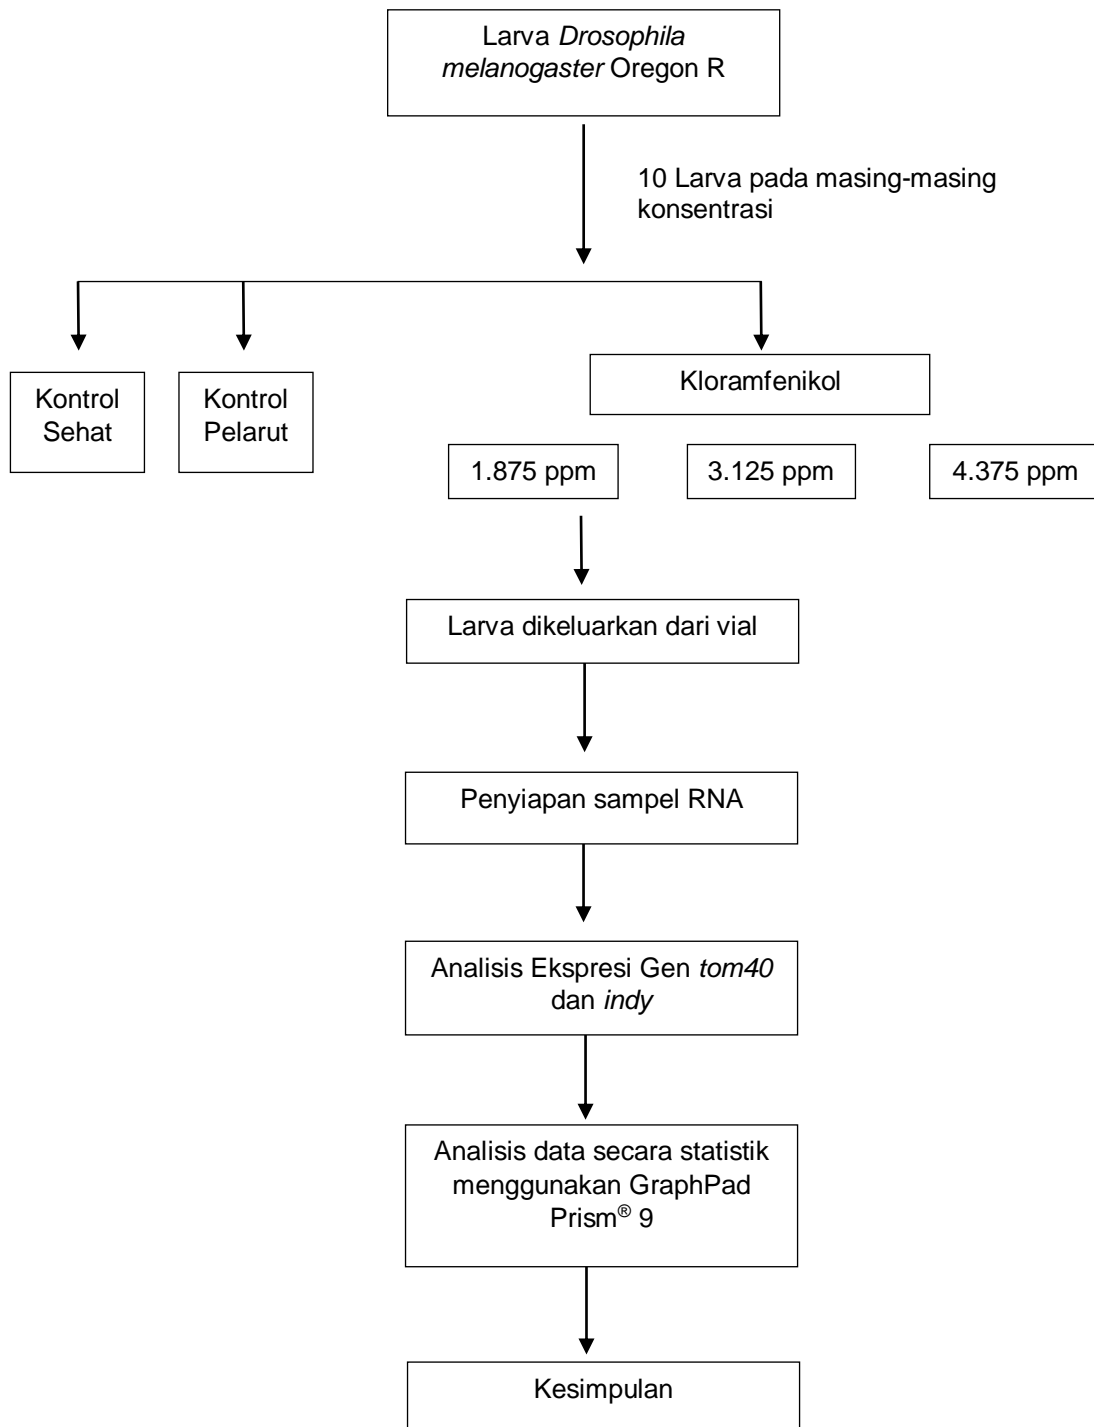 Larva Drosophila
melanogaster Oregon R
10 Larva pada masing-masing
konsentrasi
Kontrol
Sehat
Kontrol
Pelarut
Kloramfenikol
1.875 ppm
3.125 ppm
4.375 ppm
Larva dikeluarkan dari vial
Penyiapan sampel RNA
Analisis Ekspresi Gen tom40
dan indy
Analisis data secara statistik
menggunakan GraphPad
Prism® 9
Kesimpulan